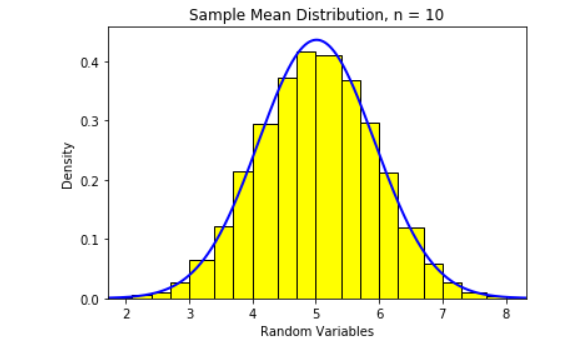 Sample Mean Distribution, n = 10
0.4
0.3
0.2
0.1
0.0
Density
2 3 4 5 6 7 8
Random Variables